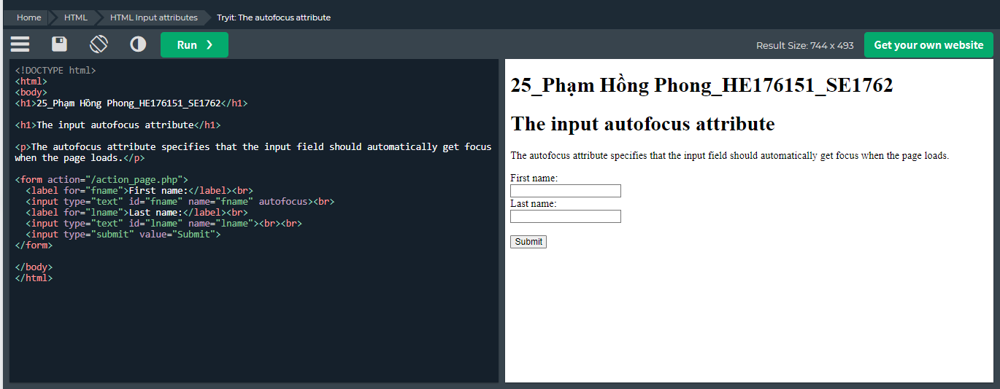 Home HTML HTML Input attributes Tryit: The autofocus attribute
Run ❯ Result Size: 744 x 493 Get your own website
<!DOCTYPE html>
<html>
<body>
<h1>25_Phạm Hồng Phong_HE176151_SE1762</h1>
<h1>The input autofocus attribute</h1>
<p>The autofocus attribute specifies that the input field should automatically get focus
when the page loads.</p>
<form action="/action_page.php">
<label for="fname">First name:</label><br>
<input type="text" id="fname" name="fname" autofocus><br>
<label for="lname">Last name:</label><br>
<input type="text" id="lname" name="lname"><br><br>
<input type="submit" value="Submit">
</form>
</body>
</html>
25_Phạm Hồng Phong_HE176151_SE1762
The input autofocus attribute
The autofocus attribute specifies that the input field should automatically get focus when the page loads.
First name:
Last name:
Submit